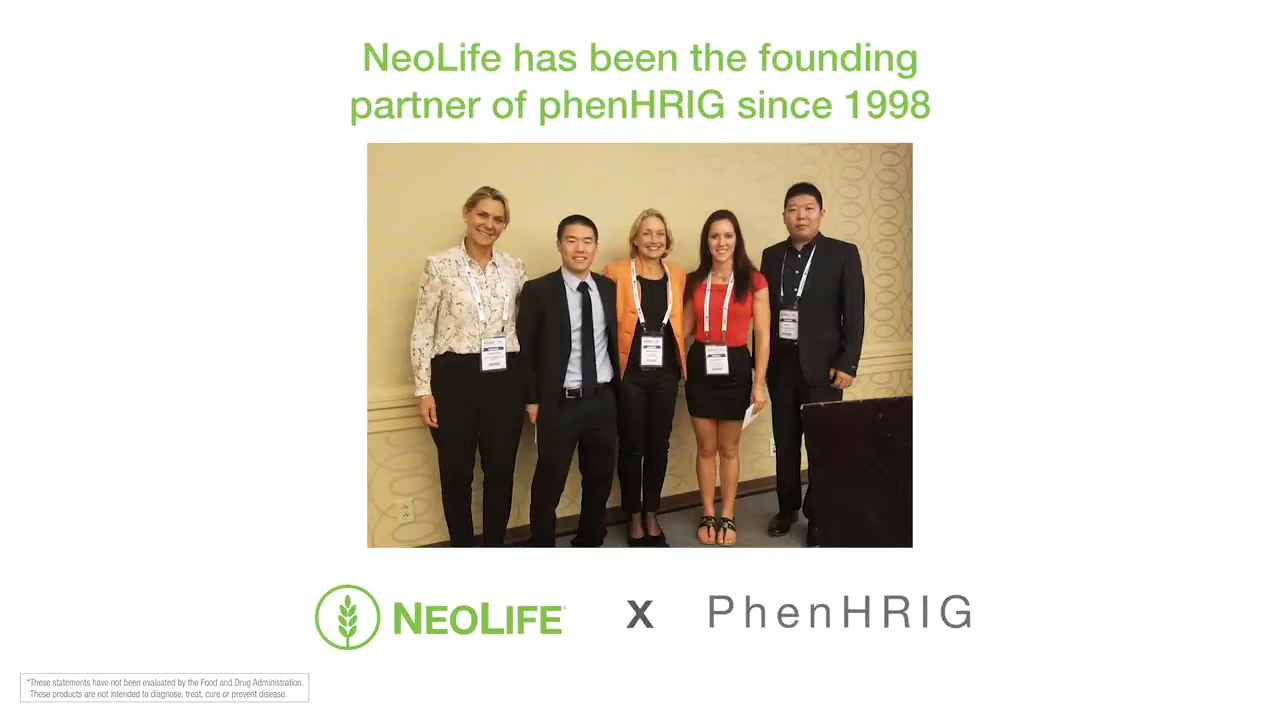 NeoLife has been the founding
partner of phenHRIG since 1998
NEOLIFE®
X
PhenHRIG
*These statements have not been evaluated by the Food and Drug Administration.
These products are not intended to diagnose, treat, cure or prevent disease.